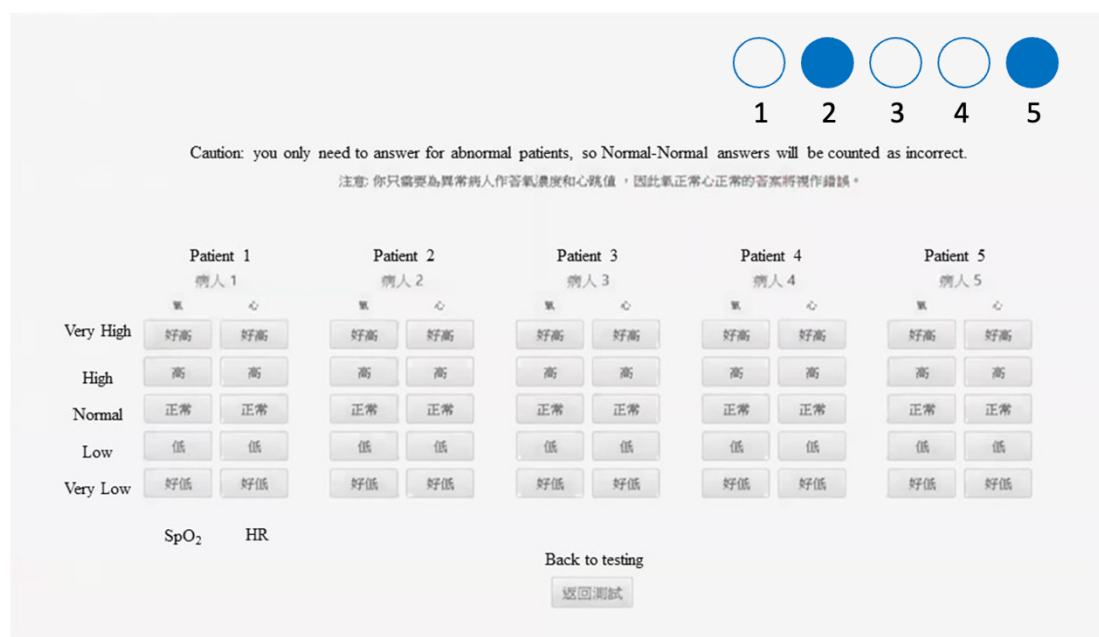 1 2 3 4 5
Caution: you only need to answer for abnormal patients, so Normal-Normal answers will be counted as incorrect.
注意: 你只需要為異常病人作答氧濃度和心跳值，因此氧正常心正常的答案將視作錯誤。
Patient 1 Patient 2 Patient 3 Patient 4 Patient 5
病人 1 病人 2 病人 3 病人 4 病人 5
氧 心 氧 心 氧 心 氧 心 氧 心
Very High 好高 好高 好高 好高 好高 好高 好高 好高 好高 好高
High 高 高 高 高 高 高 高 高 高 高
Normal 正常 正常 正常 正常 正常 正常 正常 正常 正常 正常
Low 低 低 低 低 低 低 低 低 低 低
Very Low 好低 好低 好低 好低 好低 好低 好低 好低 好低 好低
SpO₂ HR
Back to testing
返回測試